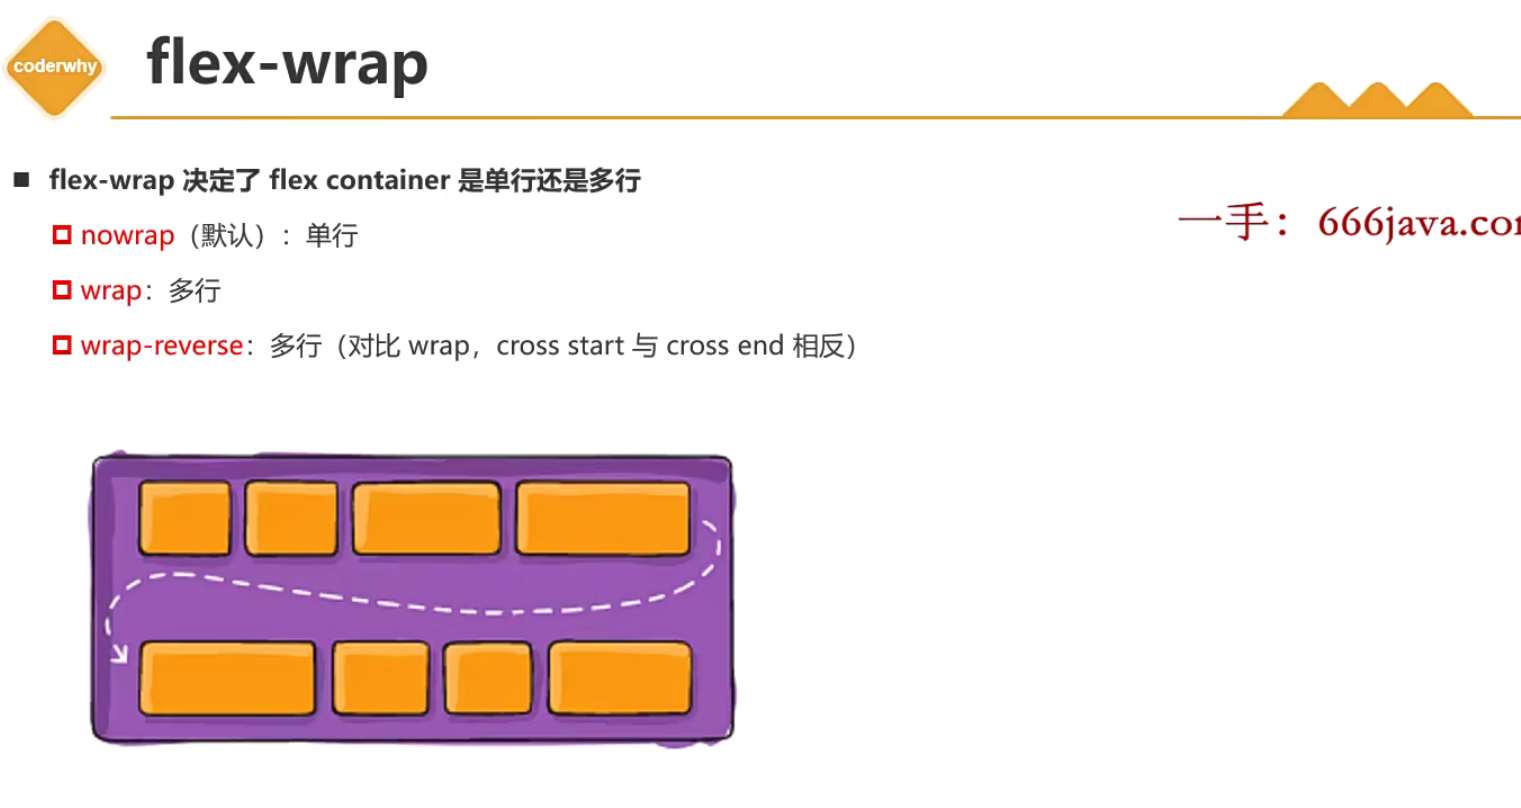 coderwhy
flex-wrap
flex-wrap 决定了 flex container 是单行还是多行
nowrap（默认）：单行
wrap：多行
wrap-reverse：多行（对比 wrap，cross start 与 cross end 相反）
一手：666java.co